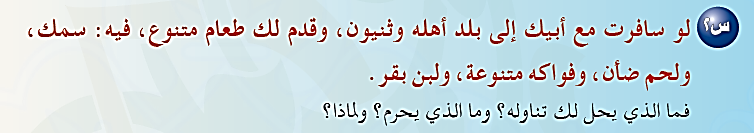 س؟ لو سافرت مع أبيك إلى بلد أهله وثنيون، وقدم لك طعام متنوع، فيه: سمك،
ولحم ضأن، وفواكه متنوعة، ولبن بقر.
فما الذي يحل لك تناوله؟ وما الذي يحرم؟ ولماذا؟